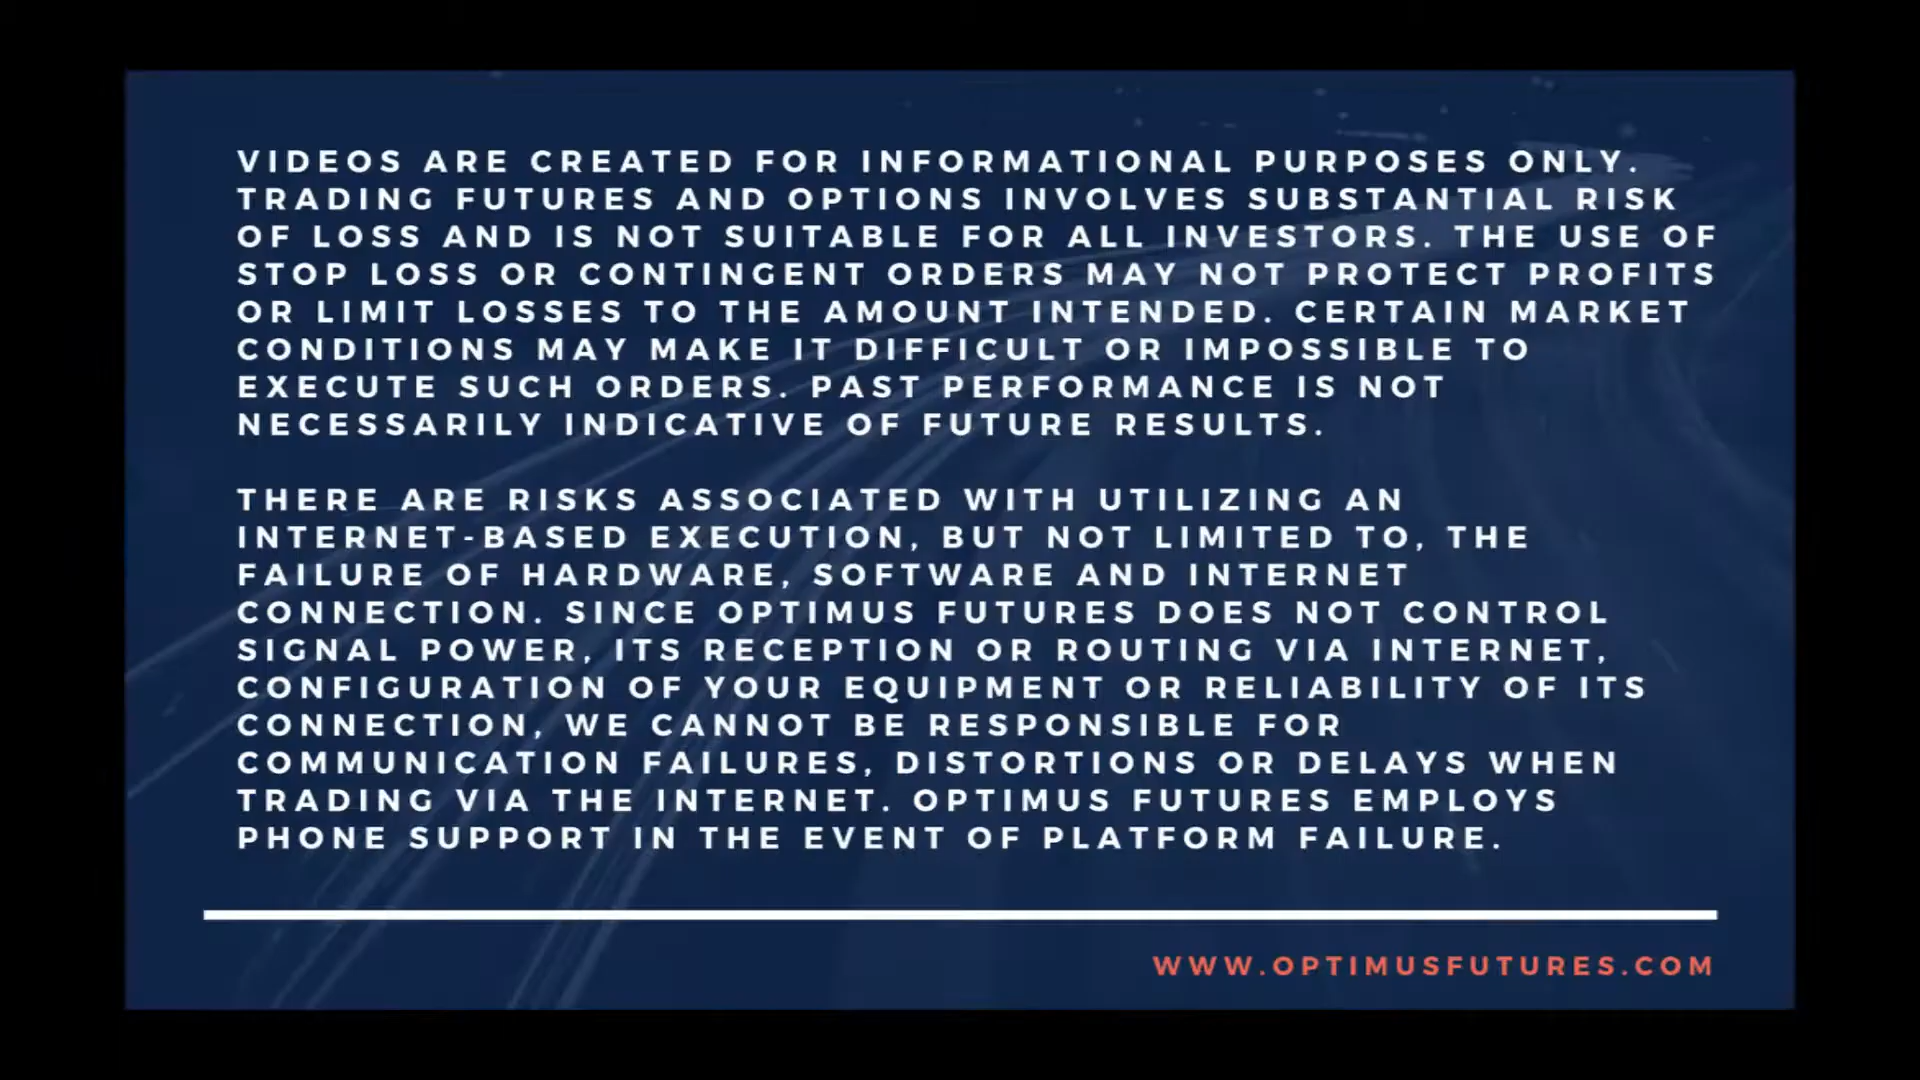 VIDEOS ARE CREATED FOR INFORMATIONAL PURPOSES ONLY.
TRADING FUTURES AND OPTIONS INVOLVES SUBSTANTIAL RISK
OF LOSS AND IS NOT SUITABLE FOR ALL INVESTORS. THE USE OF
STOP LOSS OR CONTINGENT ORDERS MAY NOT PROTECT PROFITS
OR LIMIT LOSSES TO THE AMOUNT INTENDED. CERTAIN MARKET
CONDITIONS MAY MAKE IT DIFFICULT OR IMPOSSIBLE TO
EXECUTE SUCH ORDERS. PAST PERFORMANCE IS NOT
NECESSARILY INDICATIVE OF FUTURE RESULTS.
THERE ARE RISKS ASSOCIATED WITH UTILIZING AN
INTERNET-BASED EXECUTION, BUT NOT LIMITED TO, THE
FAILURE OF HARDWARE, SOFTWARE AND INTERNET
CONNECTION. SINCE OPTIMUS FUTURES DOES NOT CONTROL
SIGNAL POWER, ITS RECEPTION OR ROUTING VIA INTERNET,
CONFIGURATION OF YOUR EQUIPMENT OR RELIABILITY OF ITS
CONNECTION, WE CANNOT BE RESPONSIBLE FOR
COMMUNICATION FAILURES, DISTORTIONS OR DELAYS WHEN
TRADING VIA THE INTERNET. OPTIMUS FUTURES EMPLOYS
PHONE SUPPORT IN THE EVENT OF PLATFORM FAILURE.
WWW.OPTIMUSFUTURES.COM